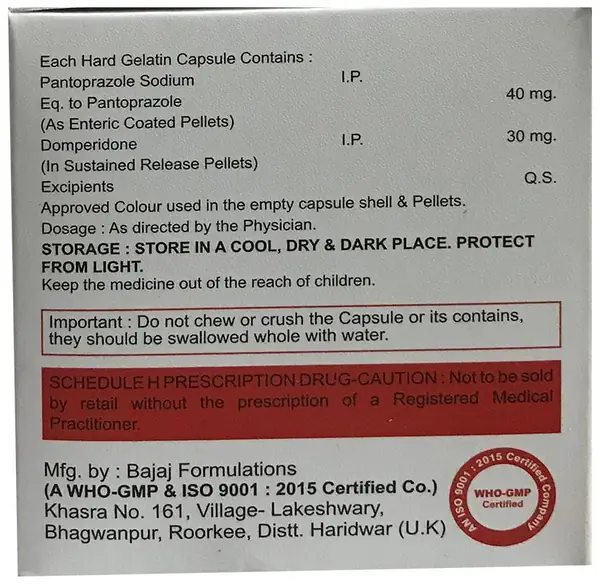 Each Hard Gelatin Capsule Contains :
Pantoprazole Sodium I.P.
Eq. to Pantoprazole 40 mg.
(As Enteric Coated Pellets)
Domperidone I.P. 30 mg.
(In Sustained Release Pellets)
Excipients Q.S.
Approved Colour used in the empty capsule shell & Pellets.
Dosage : As directed by the Physician.
STORAGE : STORE IN A COOL, DRY & DARK PLACE. PROTECT
FROM LIGHT.
Keep the medicine out of the reach of children.
Important : Do not chew or crush the Capsule or its contains,
they should be swallowed whole with water.
SCHEDULE H PRESCRIPTION DRUG-CAUTION : Not to be sold
by retail without the prescription of a Registered Medical
Practitioner.
Mfg. by : Bajaj Formulations
(A WHO-GMP & ISO 9001 : 2015 Certified Co.)
Khasra No. 161, Village- Lakeshwary,
Bhagwanpur, Roorkee, Distt. Haridwar (U.K)
AN ISO 9001 : 2015 Certified Company
WHO-GMP
Certified